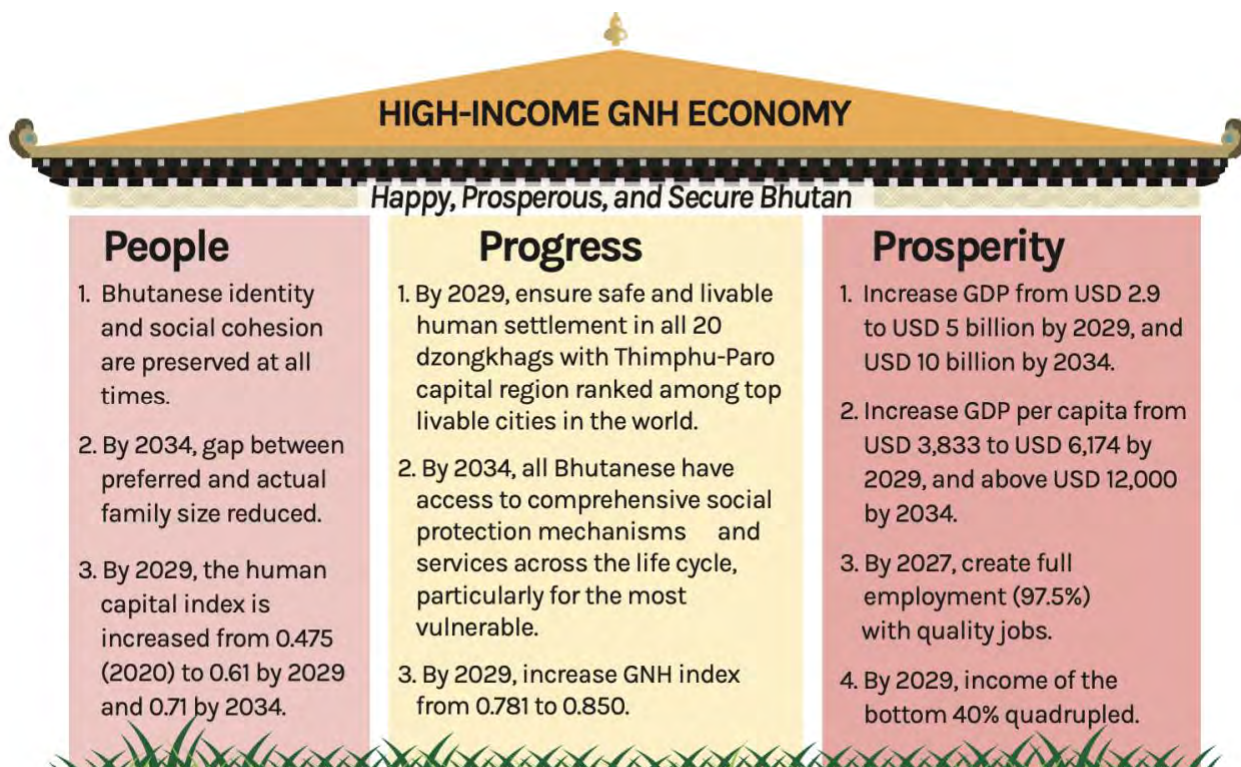 HIGH-INCOME GNH ECONOMY
Happy, Prosperous, and Secure Bhutan
People
1. Bhutanese identity
and social cohesion
are preserved at all
times.
2. By 2034, gap between
preferred and actual
family size reduced.
3. By 2029, the human
capital index is
increased from 0.475
(2020) to 0.61 by 2029
and 0.71 by 2034.
Progress
1. By 2029, ensure safe and livable
human settlement in all 20
dzongkhags with Thimphu-Paro
capital region ranked among top
livable cities in the world.
2. By 2034, all Bhutanese have
access to comprehensive social
protection mechanisms and
services across the life cycle,
particularly for the most
vulnerable.
3. By 2029, increase GNH index
from 0.781 to 0.850.
Prosperity
1. Increase GDP from USD 2.9
to USD 5 billion by 2029, and
USD 10 billion by 2034.
2. Increase GDP per capita from
USD 3,833 to USD 6,174 by
2029, and above USD 12,000
by 2034.
3. By 2027, create full
employment (97.5%)
with quality jobs.
4. By 2029, income of the
bottom 40% quadrupled.